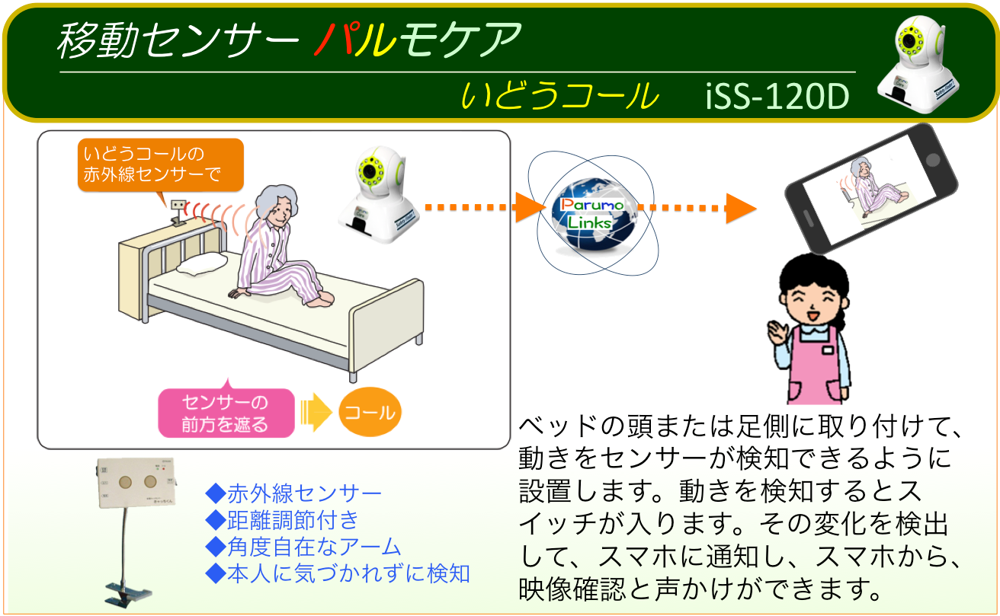 移動センサー パルモケア
いどうコール iSS-120D
いどうコールの
赤外線センサーで
Parumo
Links
センサーの
前方を遮る
コール
ベッドの頭または足側に取り付けて、
動きをセンサーが検知できるように
設置します。動きを検知するとス
イッチが入ります。その変化を検出
して、スマホに通知し、スマホから、
映像確認と声かけができます。
◆赤外線センサー
◆距離調節付き
◆角度自在なアーム
◆本人に気づかれずに検知